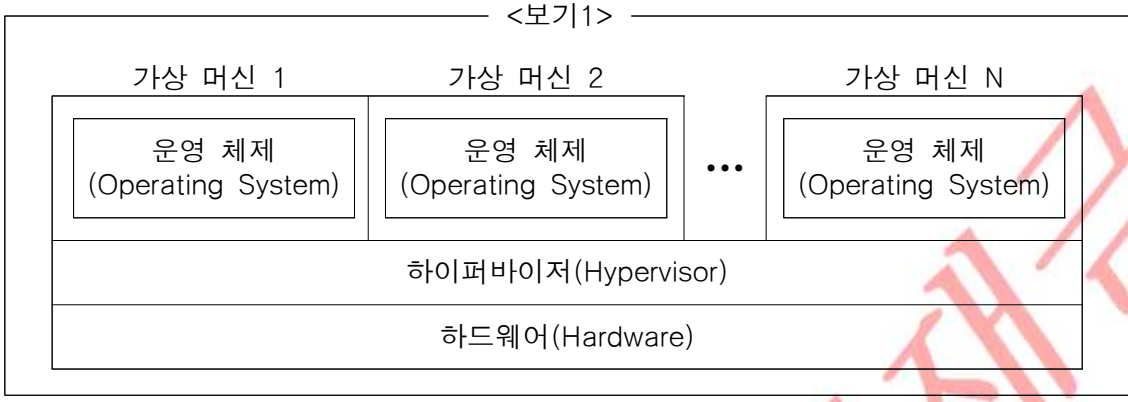 <보기1>
가상 머신 1 가상 머신 2 가상 머신 N
운영 체제 운영 체제 운영 체제
(Operating System) (Operating System) ••• (Operating System)
하이퍼바이저(Hypervisor)
하드웨어(Hardware)